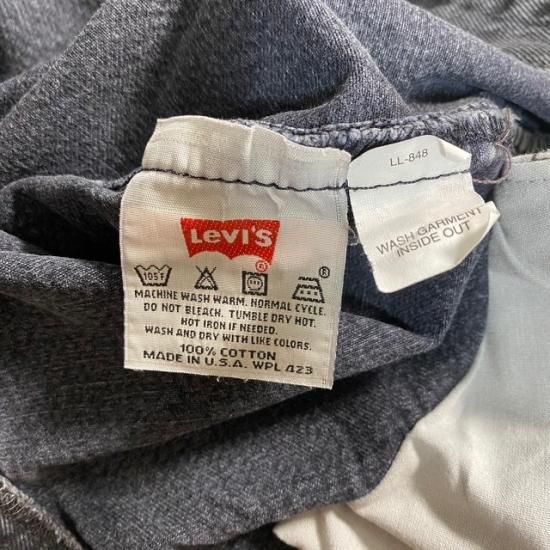 LEVI'S
®
105F
®
MACHINE WASH WARM. NORMAL CYCLE.
DO NOT BLEACH. TUMBLE DRY HOT.
HOT IRON IF NEEDED.
WASH AND DRY WITH LIKE COLORS.
100% COTTON
MADE IN U.S.A. WPL 423
LL-848
WASH GARMENT
INSIDE OUT